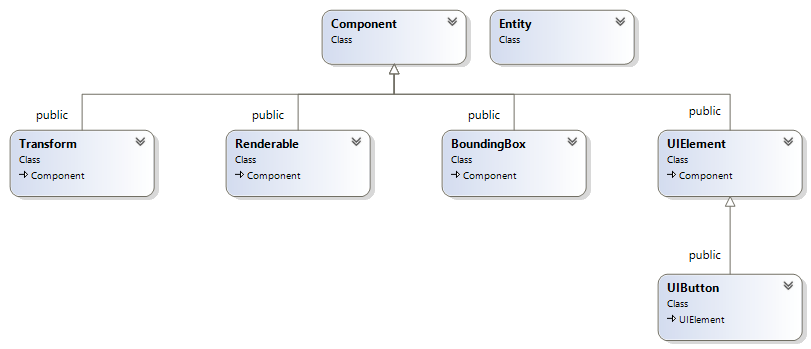 Component
Class
Entity
Class
public
public
public
public
Transform
Class
Component
Renderable
Class
Component
BoundingBox
Class
Component
UIElement
Class
Component
public
UIButton
Class
UIElement